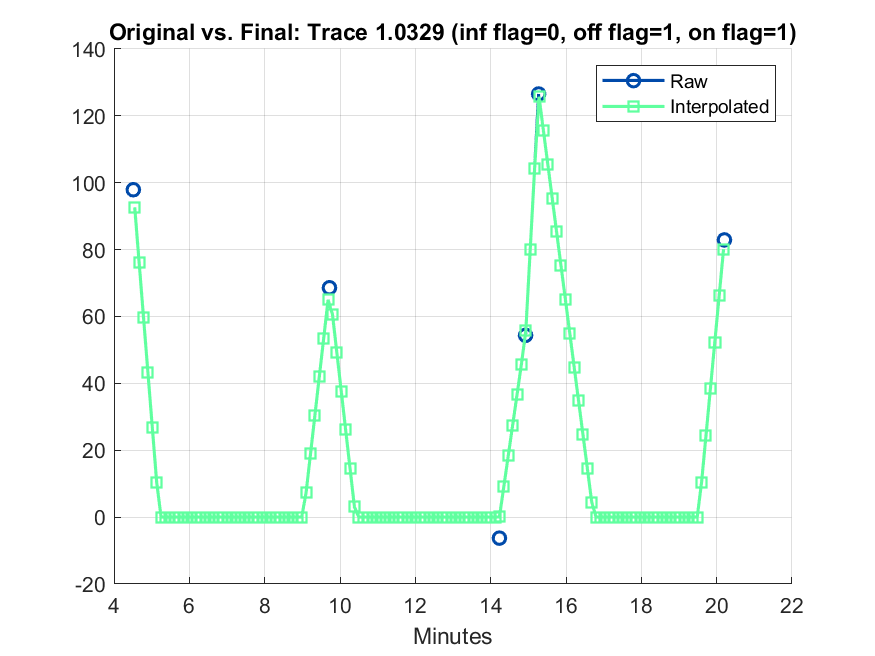 Original vs. Final: Trace 1.0329 (inf flag=0, off flag=1, on flag=1)
140
120
100
80
60
40
20
0
-20
Raw
Interpolated
4 6 8 10 12 14 16 18 20 22
Minutes